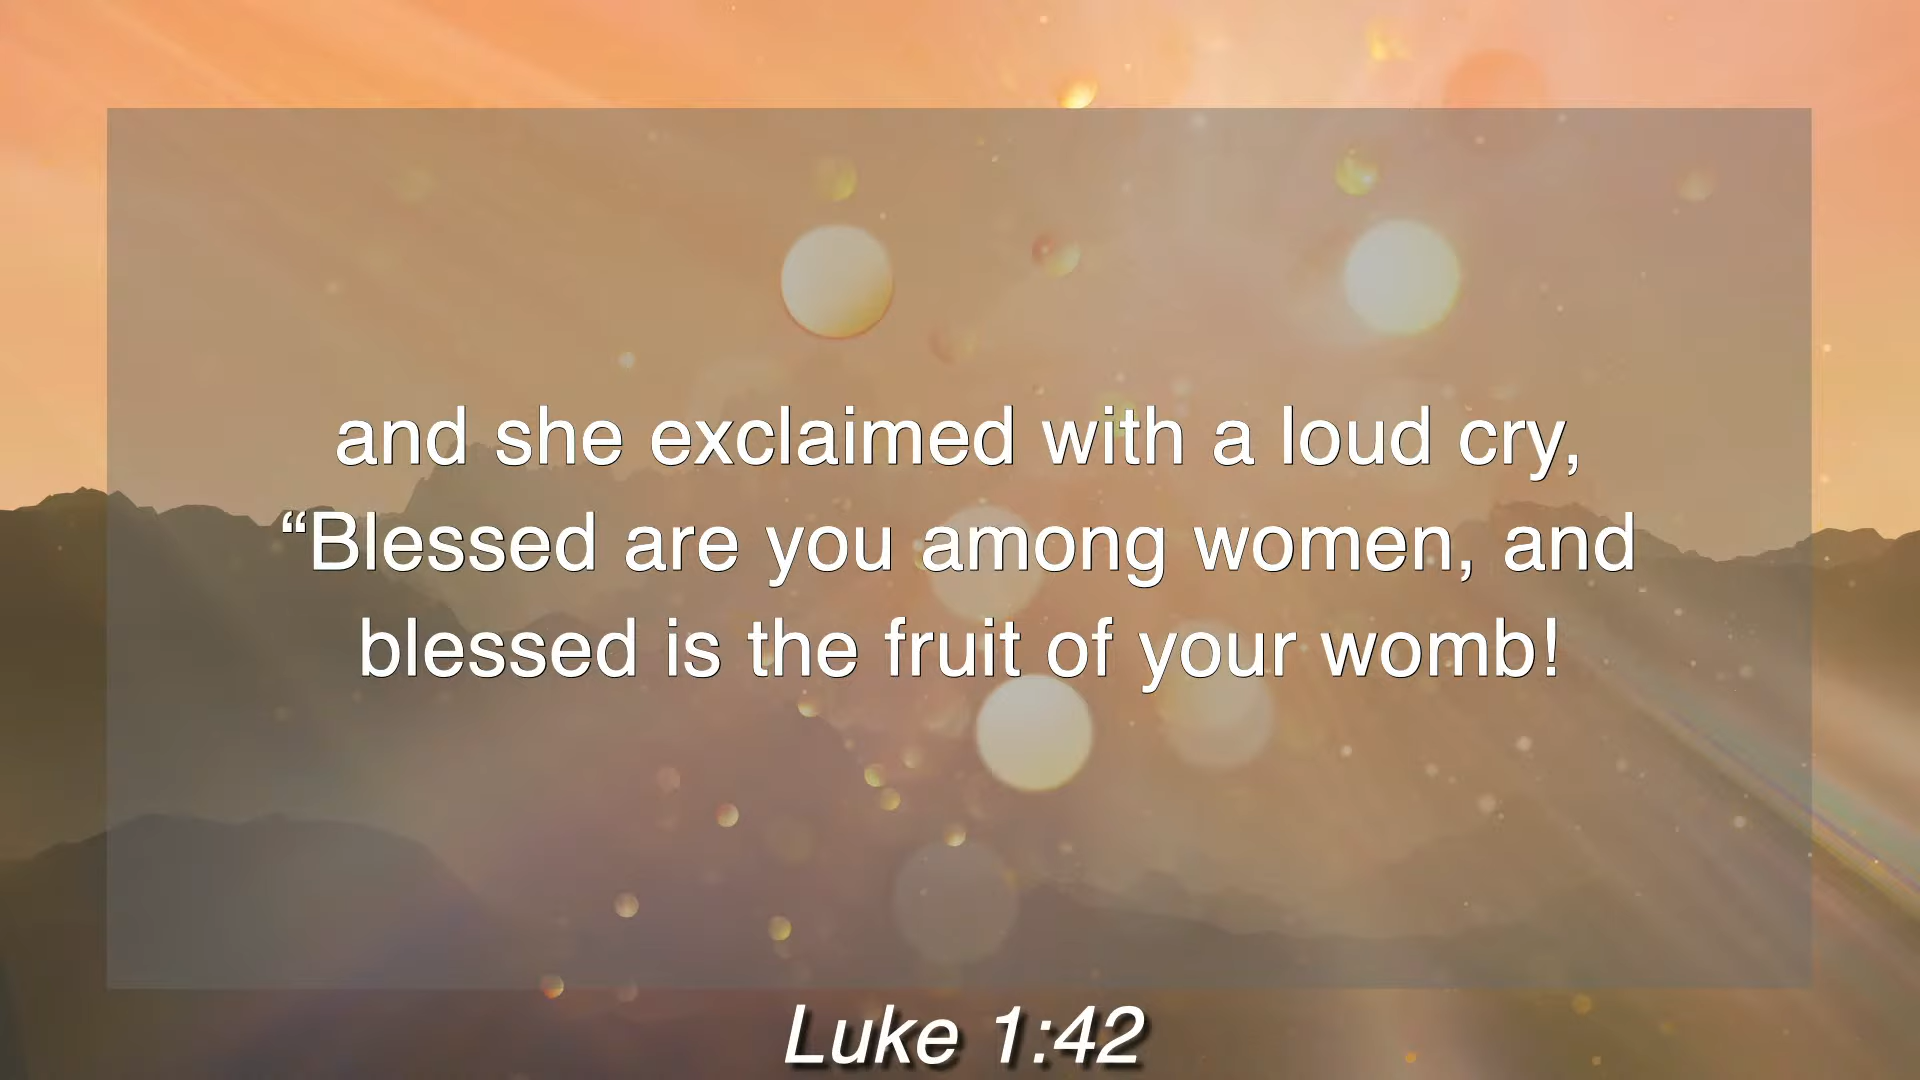 and she exclaimed with a loud cry,
“Blessed are you among women, and
blessed is the fruit of your womb!
Luke 1:42